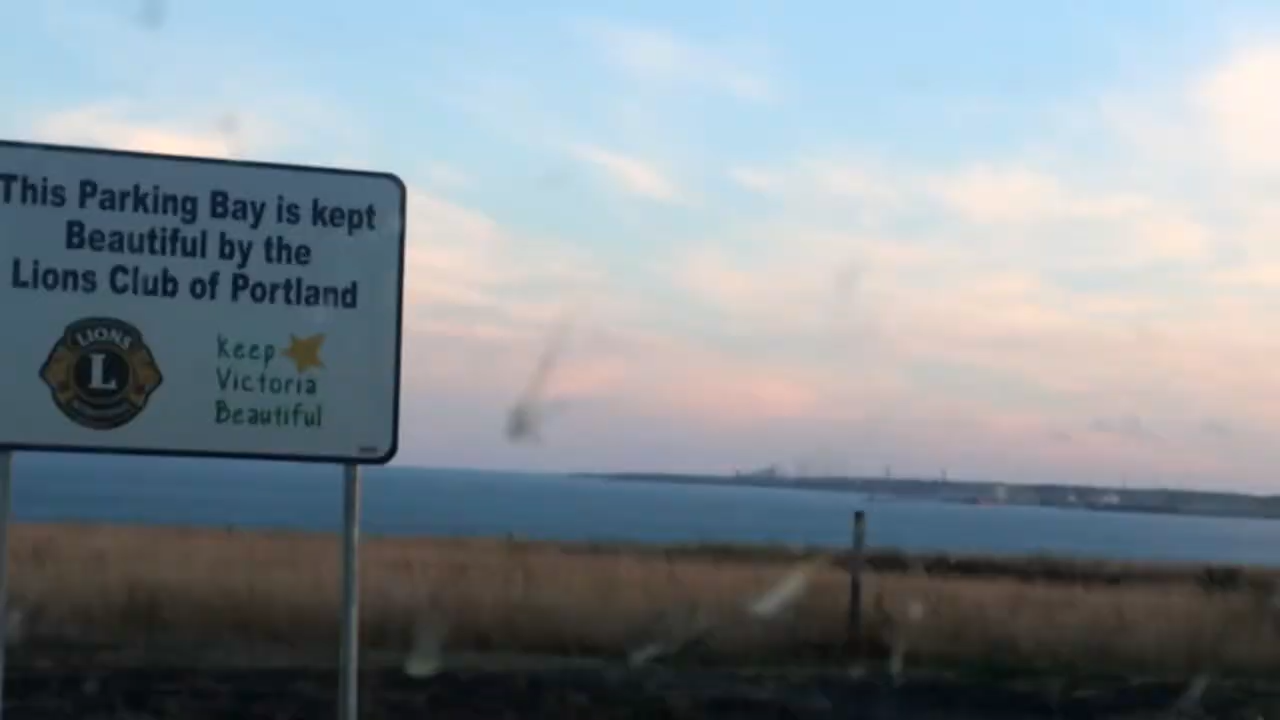 This Parking Bay is kept
Beautiful by the
Lions Club of Portland
LIONS
L
Keep
Victoria
Beautiful